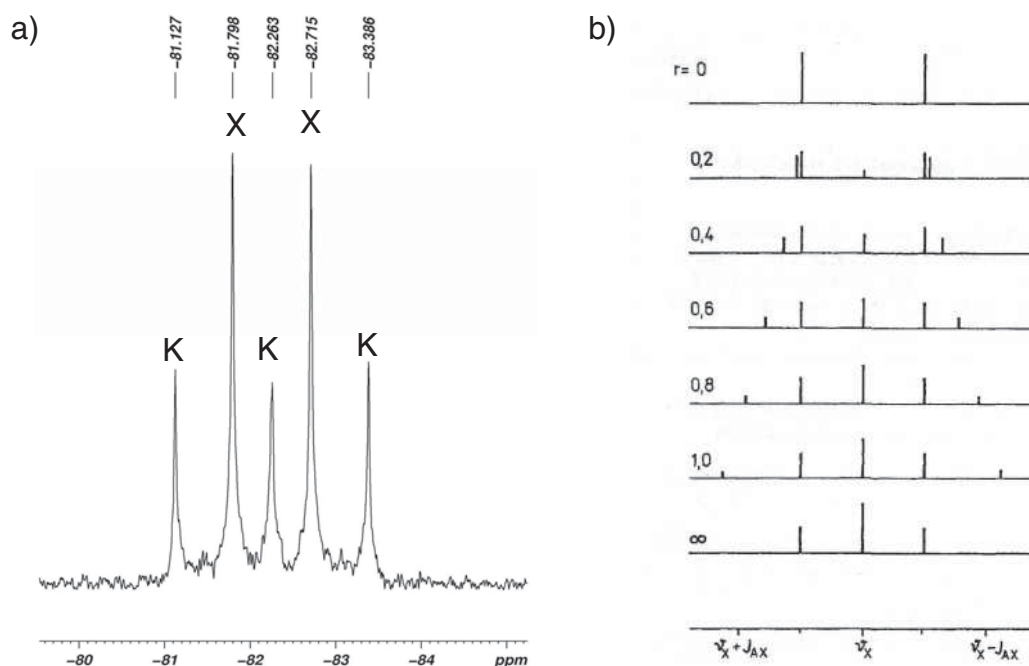 a)
-81.127
-81.798
-82.263
-82.715
-83.386
X X
K K K
-80 -81 -82 -83 -84 ppm
b)
r= 0
0,2
0,4
0,6
0,8
1,0
∞
ν̃X + JAX ν̃X ν̃X - JAX